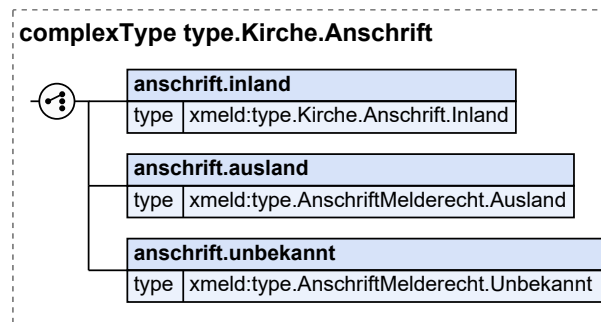 complexType type.Kirche.Anschrift
anschrift.inland
type xmeld:type.Kirche.Anschrift.Inland
anschrift.ausland
type xmeld:type.AnschriftMelderecht.Ausland
anschrift.unbekannt
type xmeld:type.AnschriftMelderecht.Unbekannt